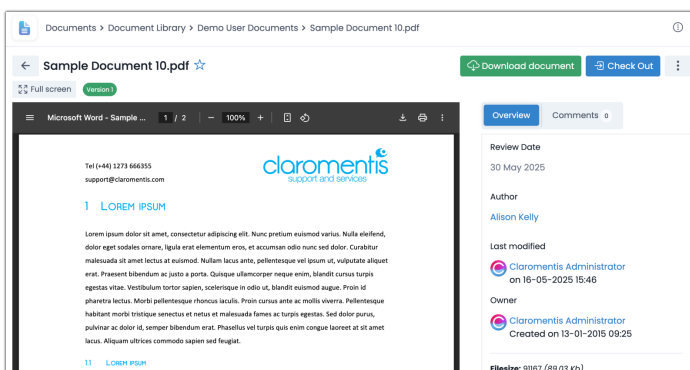 Documents > Document Library > Demo User Documents > Sample Document 10.pdf
Sample Document 10.pdf
Download document
Check Out
Full screen
Version 1
Microsoft Word - Sample ...
1 / 2
100%
Overview
Comments 0
Tel (+44) 1273 666355
support@claromentis.com
claromentis
support and services
1 LOREM IPSUM
Lorem ipsum dolor sit amet, consectetur adipiscing elit. Nunc pretium euismod varius. Nulla eleifend,
dolor eget sodales ornare, ligula erat elementum eros, et accumsan odio nunc sed dolor. Curabitur
malesuada sit amet lectus at euismod. Nullam lacus ante, pellentesque vel ipsum ut, vulputate aliquet
erat. Praesent bibendum ac justo a porta. Quisque ullamcorper neque enim, blandit cursus turpis
egestas vitae. Vestibulum tortor sapien, scelerisque in odio ut, blandit euismod augue. Proin id
pharetra lectus. Morbi pellentesque rhoncus iaculis. Proin cursus ante ac mollis viverra. Pellentesque
habitant morbi tristique senectus et netus et malesuada fames ac turpis egestas. Sed dolor purus,
pulvinar ac dolor id, semper bibendum erat. Phasellus vel turpis quis enim congue laoreet at sit amet
lacus. Aliquam ultrices commodo sapien sed feugiat.
1.1 LOREM IPSUM
Review Date
30 May 2025
Author
Alison Kelly
Last modified
Claromentis Administrator
on 16-05-2025 15:46
Owner
Claromentis Administrator
Created on 13-01-2015 09:25
Filesize: 91167 (89.03 Kb)